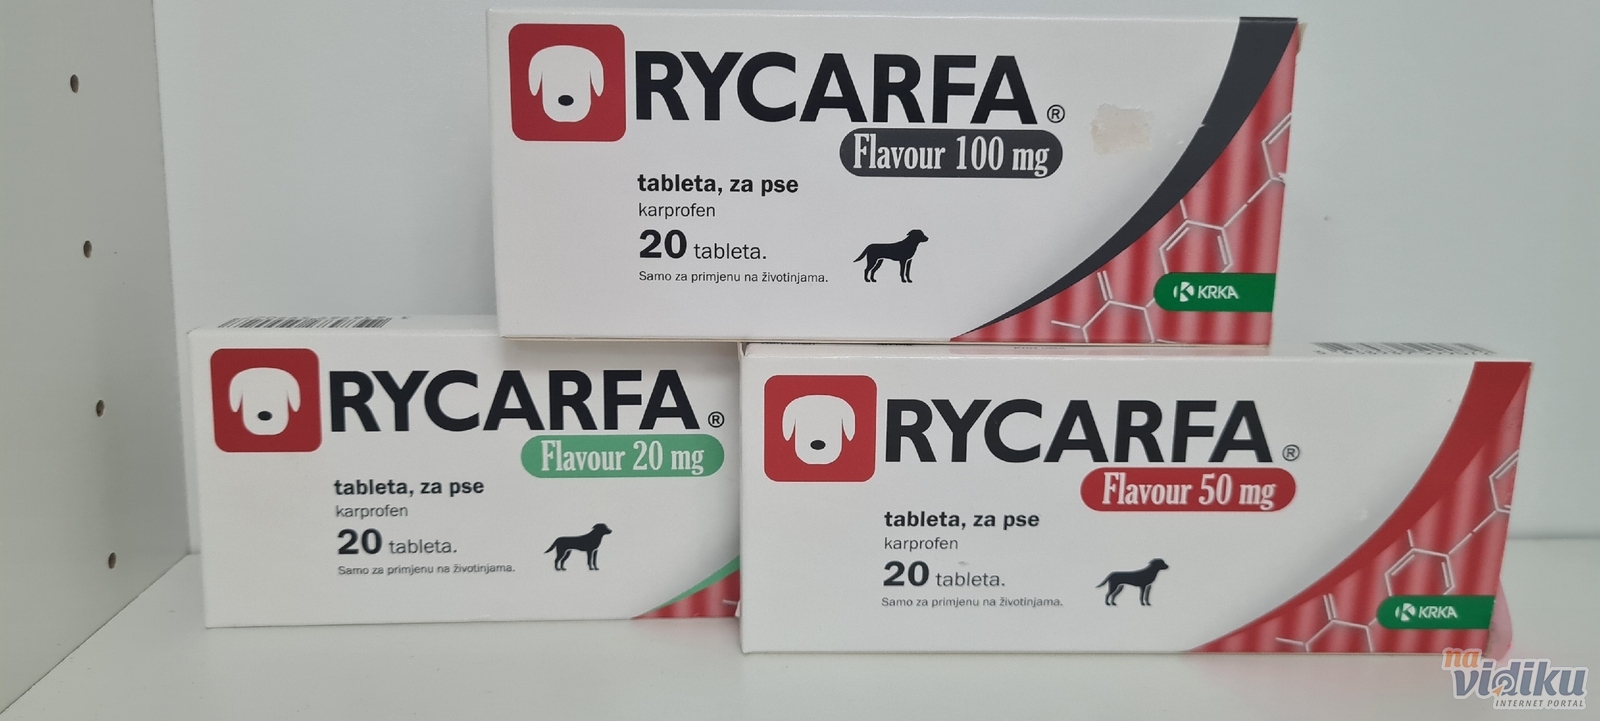 RYCARFA®
Flavour 100 mg
tableta, za pse
karprofen
20 tableta.
Samo za primjenu na životinjama.
KRKA
RYCARFA®
Flavour 20 mg
tableta, za pse
karprofen
20 tableta.
Samo za primjenu na životinjama.
RYCARFA®
Flavour 50 mg
tableta, za pse
karprofen
20 tableta.
Samo za primjenu na životinjama.
KRKA
na
vidiku
INTERNET PORTAL